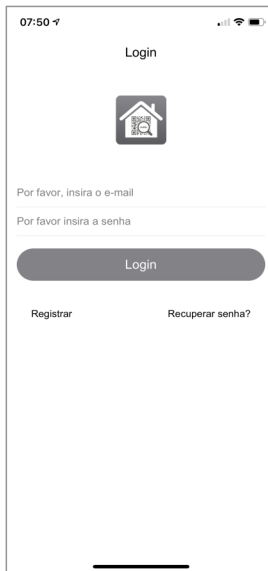 07:50
Login
Por favor, insira o e-mail
Por favor insira a senha
Login
Registrar
Recuperar senha?